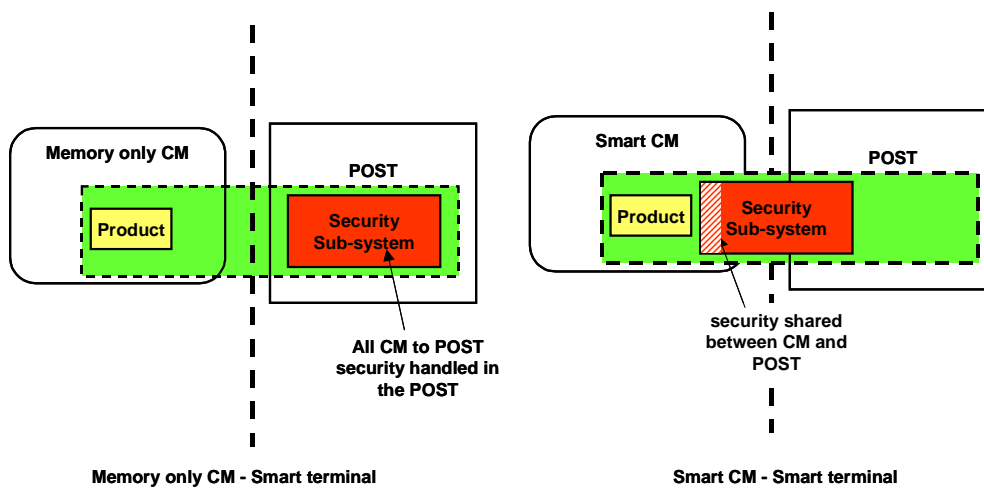 Memory only CM
POST
Product
Security
Sub-system
All CM to POST
security handled in
the POST
Memory only CM - Smart terminal
Smart CM
POST
Product
Security
Sub-system
security shared
between CM and
POST
Smart CM - Smart terminal